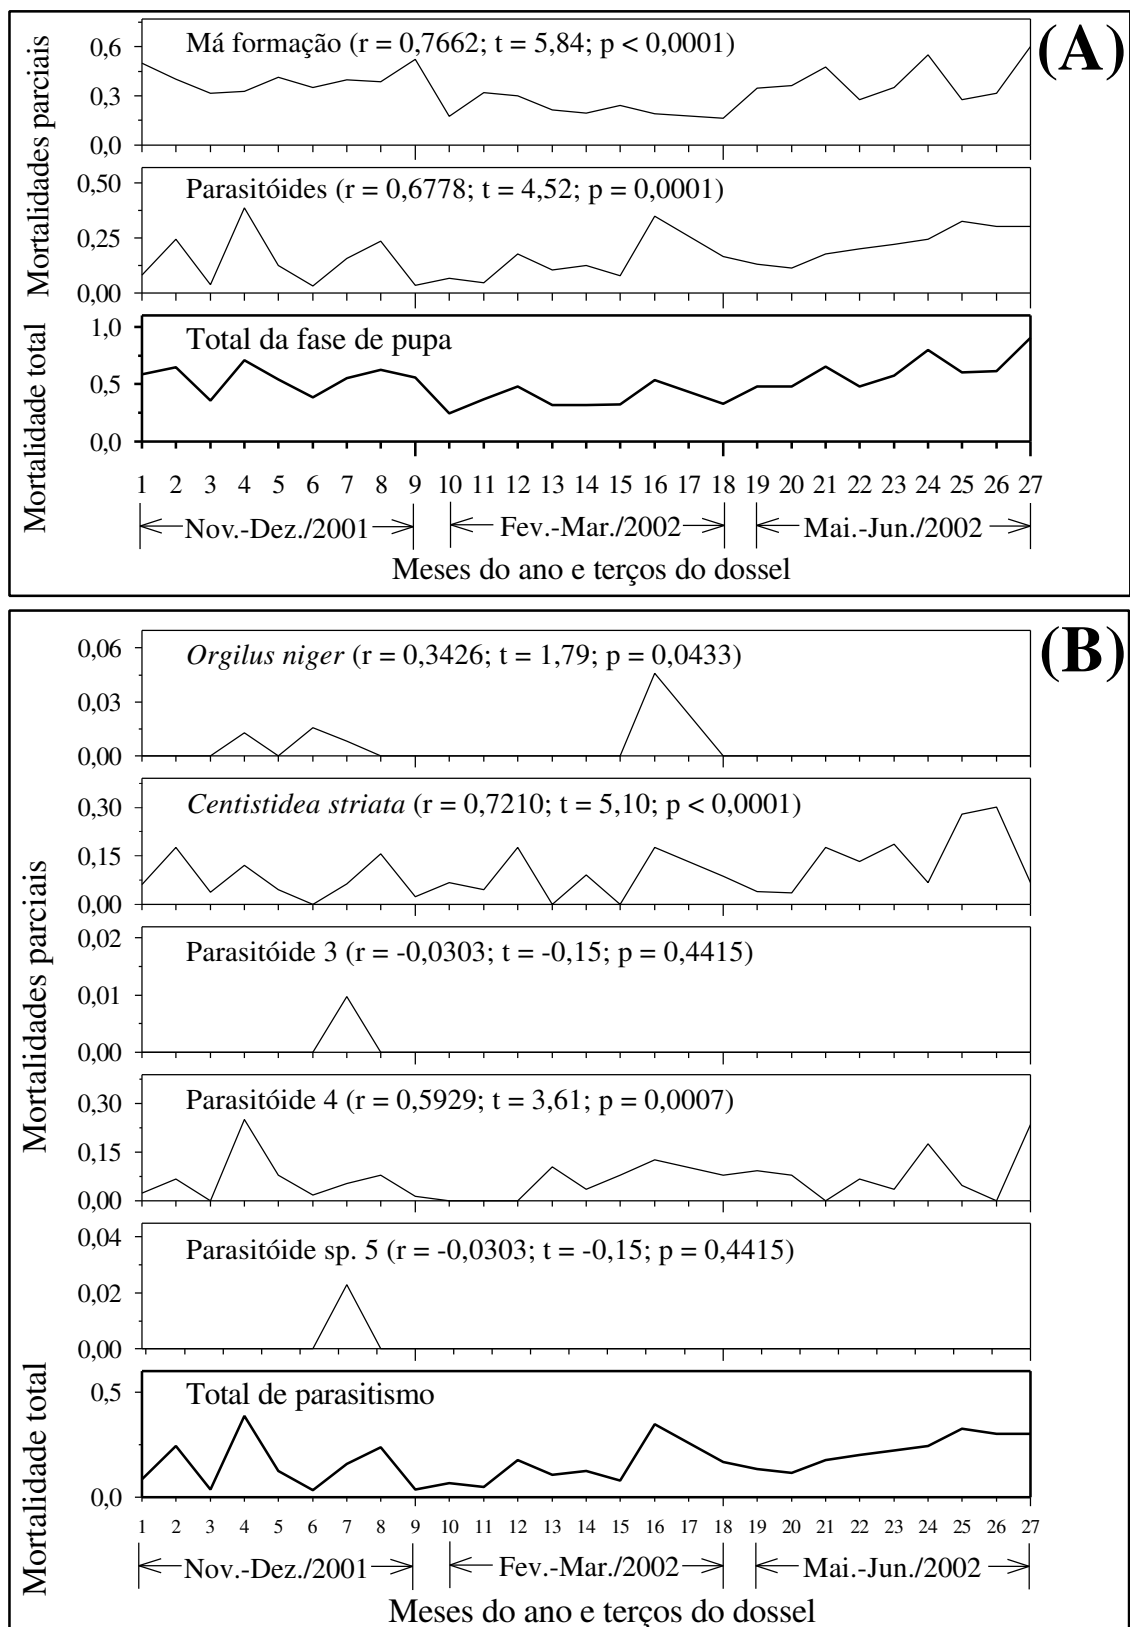 (A)
Má formação (r = 0,7662; t = 5,84; p < 0,0001)
Mortalidades parciais
0,6
0,3
0,0
Parasitóides (r = 0,6778; t = 4,52; p = 0,0001)
0,50
0,25
0,00
Total da fase de pupa
Mortalidade total
1,0
0,5
0,0
1 2 3 4 5 6 7 8 9 10 11 12 13 14 15 16 17 18 19 20 21 22 23 24 25 26 27
Nov.-Dez./2001 Fev.-Mar./2002 Mai.-Jun./2002
Meses do ano e terços do dossel
(B)
Orgilus niger (r = 0,3426; t = 1,79; p = 0,0433)
0,06
0,03
0,00
Centistidea striata (r = 0,7210; t = 5,10; p < 0,0001)
0,30
0,15
0,00
Mortalidades parciais
Parasitóide 3 (r = -0,0303; t = -0,15; p = 0,4415)
0,02
0,01
0,00
Parasitóide 4 (r = 0,5929; t = 3,61; p = 0,0007)
0,30
0,15
0,00
Parasitóide sp. 5 (r = -0,0303; t = -0,15; p = 0,4415)
0,04
0,02
0,00
Total de parasitismo
Mortalidade total
0,5
0,0
1 2 3 4 5 6 7 8 9 10 11 12 13 14 15 16 17 18 19 20 21 22 23 24 25 26 27
Nov.-Dez./2001 Fev.-Mar./2002 Mai.-Jun./2002
Meses do ano e terços do dossel